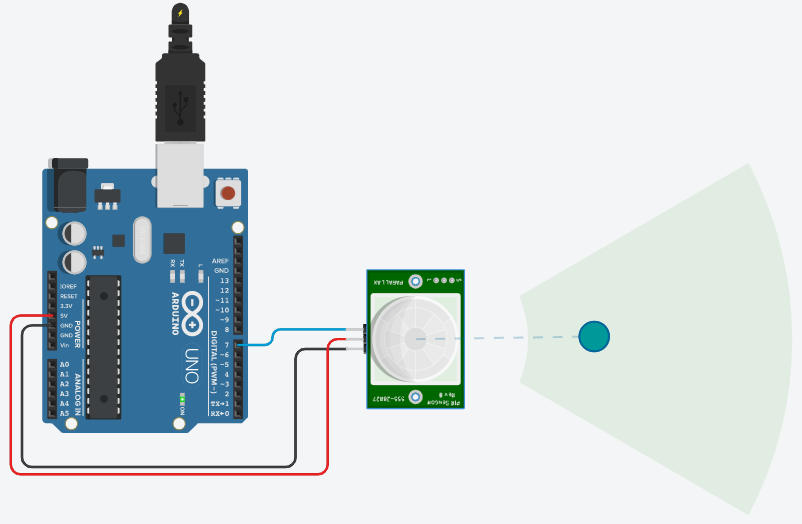 AREF
GND
13
12
~11
~10
~9
8
7
~6
~5
4
~3
2
TX→1
RX←0
DIGITAL (PWM~)
IOREF
RESET
3.3V
5V
GND
GND
Vin
POWER
A0
A1
A2
A3
A4
A5
ANALOG IN
RX
TX
L
ARDUINO
UNO
ON
PARALLAX
PIR Sensor
Rev B
555-28027